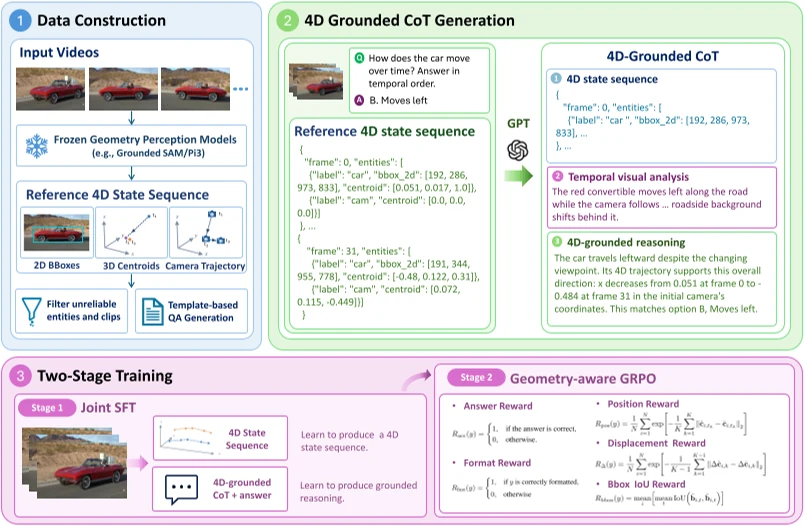 1 Data Construction
Input Videos
Frozen Geometry Perception Models
(e.g., Grounded SAM/Pi3)
Reference 4D State Sequence
2D BBoxes
3D Centroids
Camera Trajectory
Filter unreliable
entities and clips
Template-based
QA Generation
2 4D Grounded CoT Generation
Q How does the car move
over time? Answer in
temporal order.
A B. Moves left
Reference 4D state sequence
{
"frame": 0, "entities": [
{"label": "car", "bbox_2d": [192, 286,
973, 833], "centroid": [0.051, 0.017, 1.0]},
{"label": "cam", "centroid": [0.0, 0.0,
0.0]}]
}, ...
{
"frame": 31, "entities": [
{"label": "car", "bbox_2d": [191, 344,
955, 778], "centroid": [-0.48, 0.122, 0.31]},
{"label": "cam", "centroid": [0.072,
0.115, -0.449]}]
}
GPT
4D-Grounded CoT
1 4D state sequence
{
"frame": 0, "entities": [
{"label": "car ", "bbox_2d": [192, 286, 973,
833], ...
}, ...
2 Temporal visual analysis
The red convertible moves left along the road
while the camera follows ... roadside background
shifts behind it.
3 4D-grounded reasoning
The car travels leftward despite the changing
viewpoint. Its 4D trajectory supports this overall
direction: x decreases from 0.051 at frame 0 to -
0.484 at frame 31 in the initial camera's
coordinates. This matches option B, Moves left.
3 Two-Stage Training
Stage 1 Joint SFT
4D State
Sequence
Learn to produce a 4D
state sequence.
4D-grounded
CoT + answer
Learn to produce grounded
reasoning.
Stage 2 Geometry-aware GRPO
• Answer Reward
1, if the answer is correct,
0, otherwise.
• Format Reward
1, if y is correctly formatted,
0, otherwise
• Position Reward
• Displacement Reward
• Bbox IoU Reward